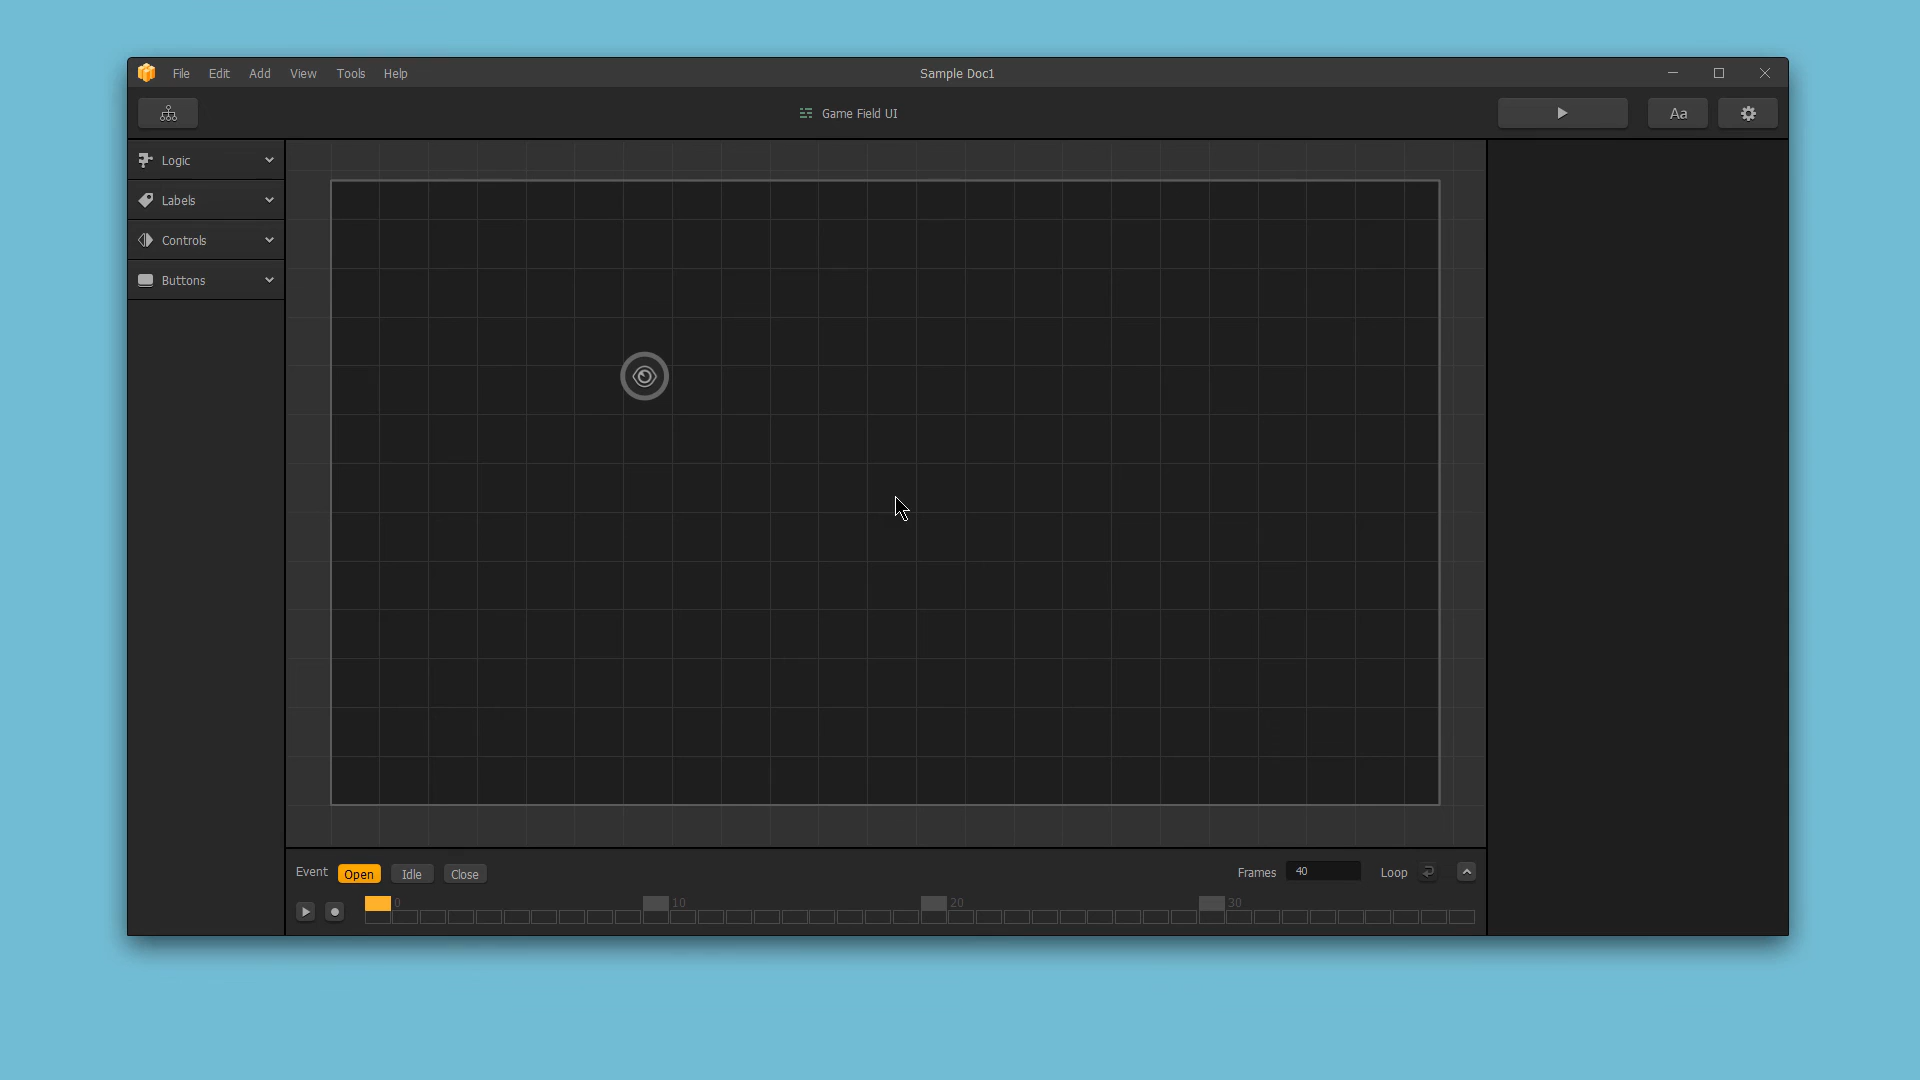 File Edit Add View Tools Help Sample Doc1
Game Field UI Aa
Logic
Labels
Controls
Buttons
Event Open Idle Close Frames 40 Loop
0 10 20 30